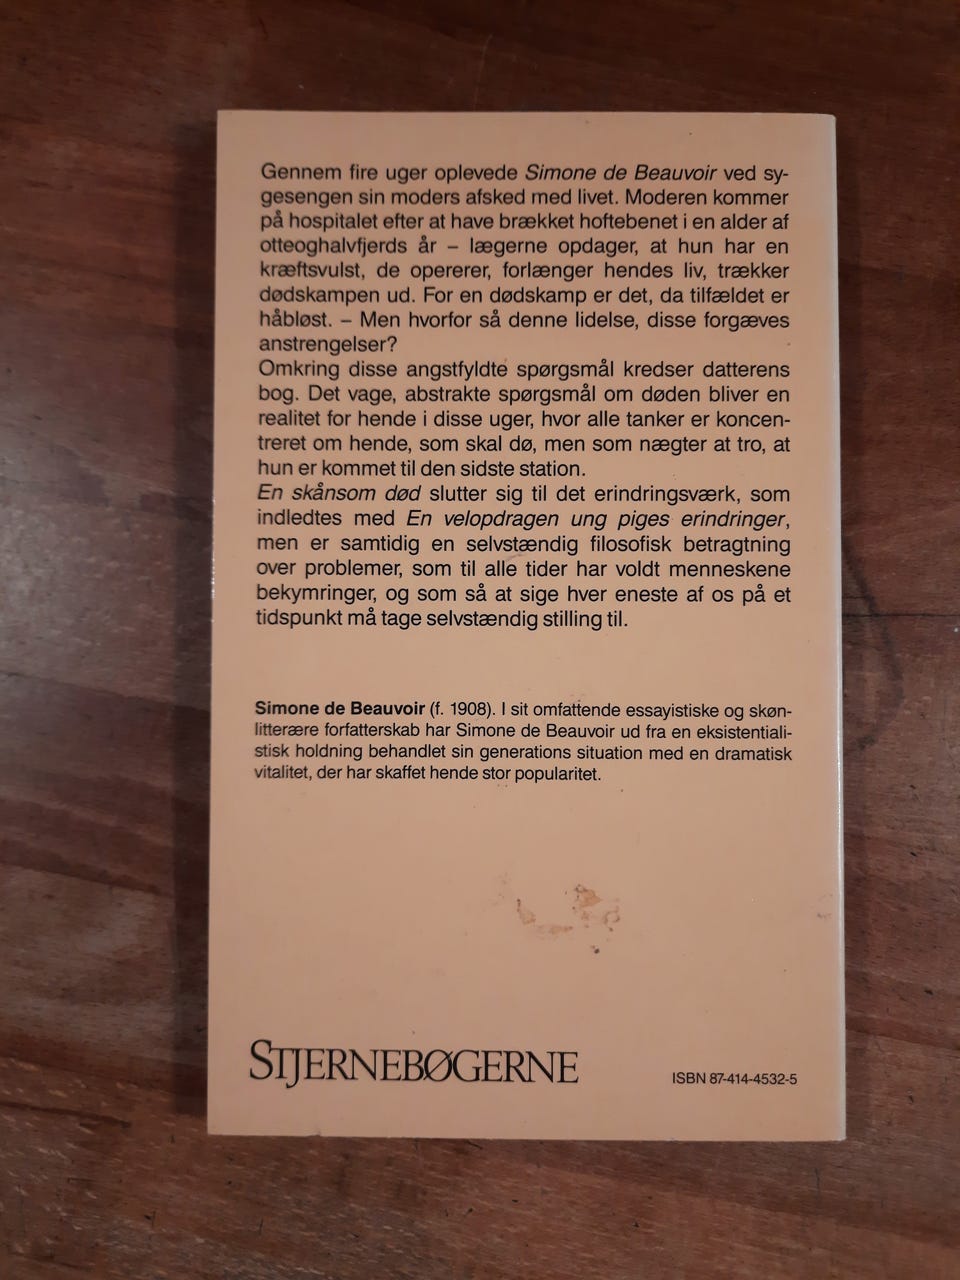 Gennem fire uger oplevede Simone de Beauvoir ved sy-
gesengen sin moders afsked med livet. Moderen kommer
på hospitalet efter at have brækket hoftebenet i en alder af
otteoghalvfjerds år – lægerne opdager, at hun har en
kræftsvulst, de opererer, forlænger hendes liv, trækker
dødskampen ud. For en dødskamp er det, da tilfældet er
håbløst. – Men hvorfor så denne lidelse, disse forgæves
anstrengelser?
Omkring disse angstfyldte spørgsmål kredser datterens
bog. Det vage, abstrakte spørgsmål om døden bliver en
realitet for hende i disse uger, hvor alle tanker er koncen-
treret om hende, som skal dø, men som nægter at tro, at
hun er kommet til den sidste station.
En skånsom død slutter sig til det erindringsværk, som
indledtes med En velopdragen ung piges erindringer,
men er samtidig en selvstændig filosofisk betragtning
over problemer, som til alle tider har voldt menneskene
bekymringer, og som så at sige hver eneste af os på et
tidspunkt må tage selvstændig stilling til.
Simone de Beauvoir (f. 1908). I sit omfattende essayistiske og skøn-
litterære forfatterskab har Simone de Beauvoir ud fra en eksistentiali-
stisk holdning behandlet sin generations situation med en dramatisk
vitalitet, der har skaffet hende stor popularitet.
STJERNEBØGERNE
ISBN 87-414-4532-5